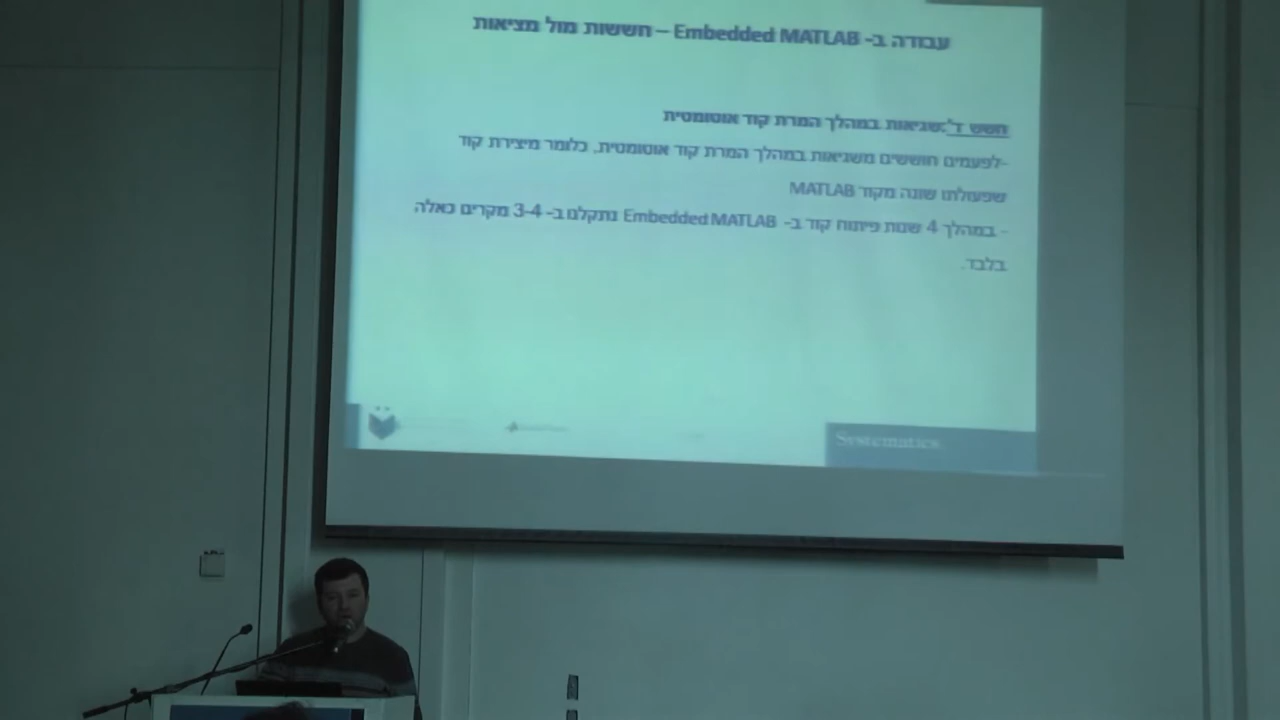 עבודה ב- Embedded MATLAB – חששות מול מציאות
חשש ד':שגיאות במהלך המרת קוד אוטומטית
-לפעמים חוששים משגיאות במהלך המרת קוד אוטומטית, כלומר מיצירת קוד
שפעולתו שונה מקוד MATLAB
- במהלך 4 שנות פיתוח קוד ב- Embedded MATLAB נתקלנו ב- 3-4 מקרים כאלה
בלבד.
Systematics